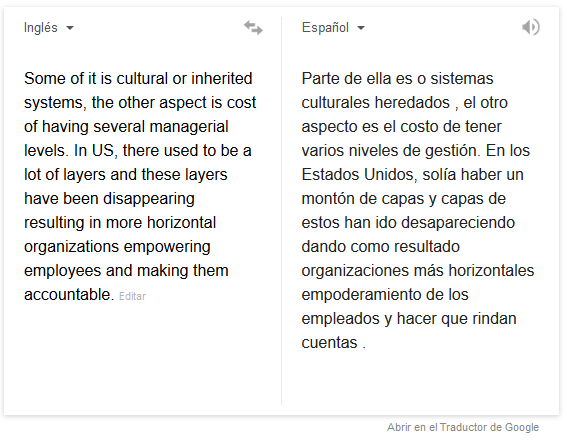 Inglés
Español
Some of it is cultural or inherited
systems, the other aspect is cost
of having several managerial
levels. In US, there used to be a
lot of layers and these layers
have been disappearing
resulting in more horizontal
organizations empowering
employees and making them
accountable. Editar
Parte de ella es o sistemas
culturales heredados , el otro
aspecto es el costo de tener
varios niveles de gestión. En los
Estados Unidos, solía haber un
montón de capas y capas de
estos han ido desapareciendo
dando como resultado
organizaciones más horizontales
empoderamiento de los
empleados y hacer que rindan
cuentas .
Abrir en el Traductor de Google